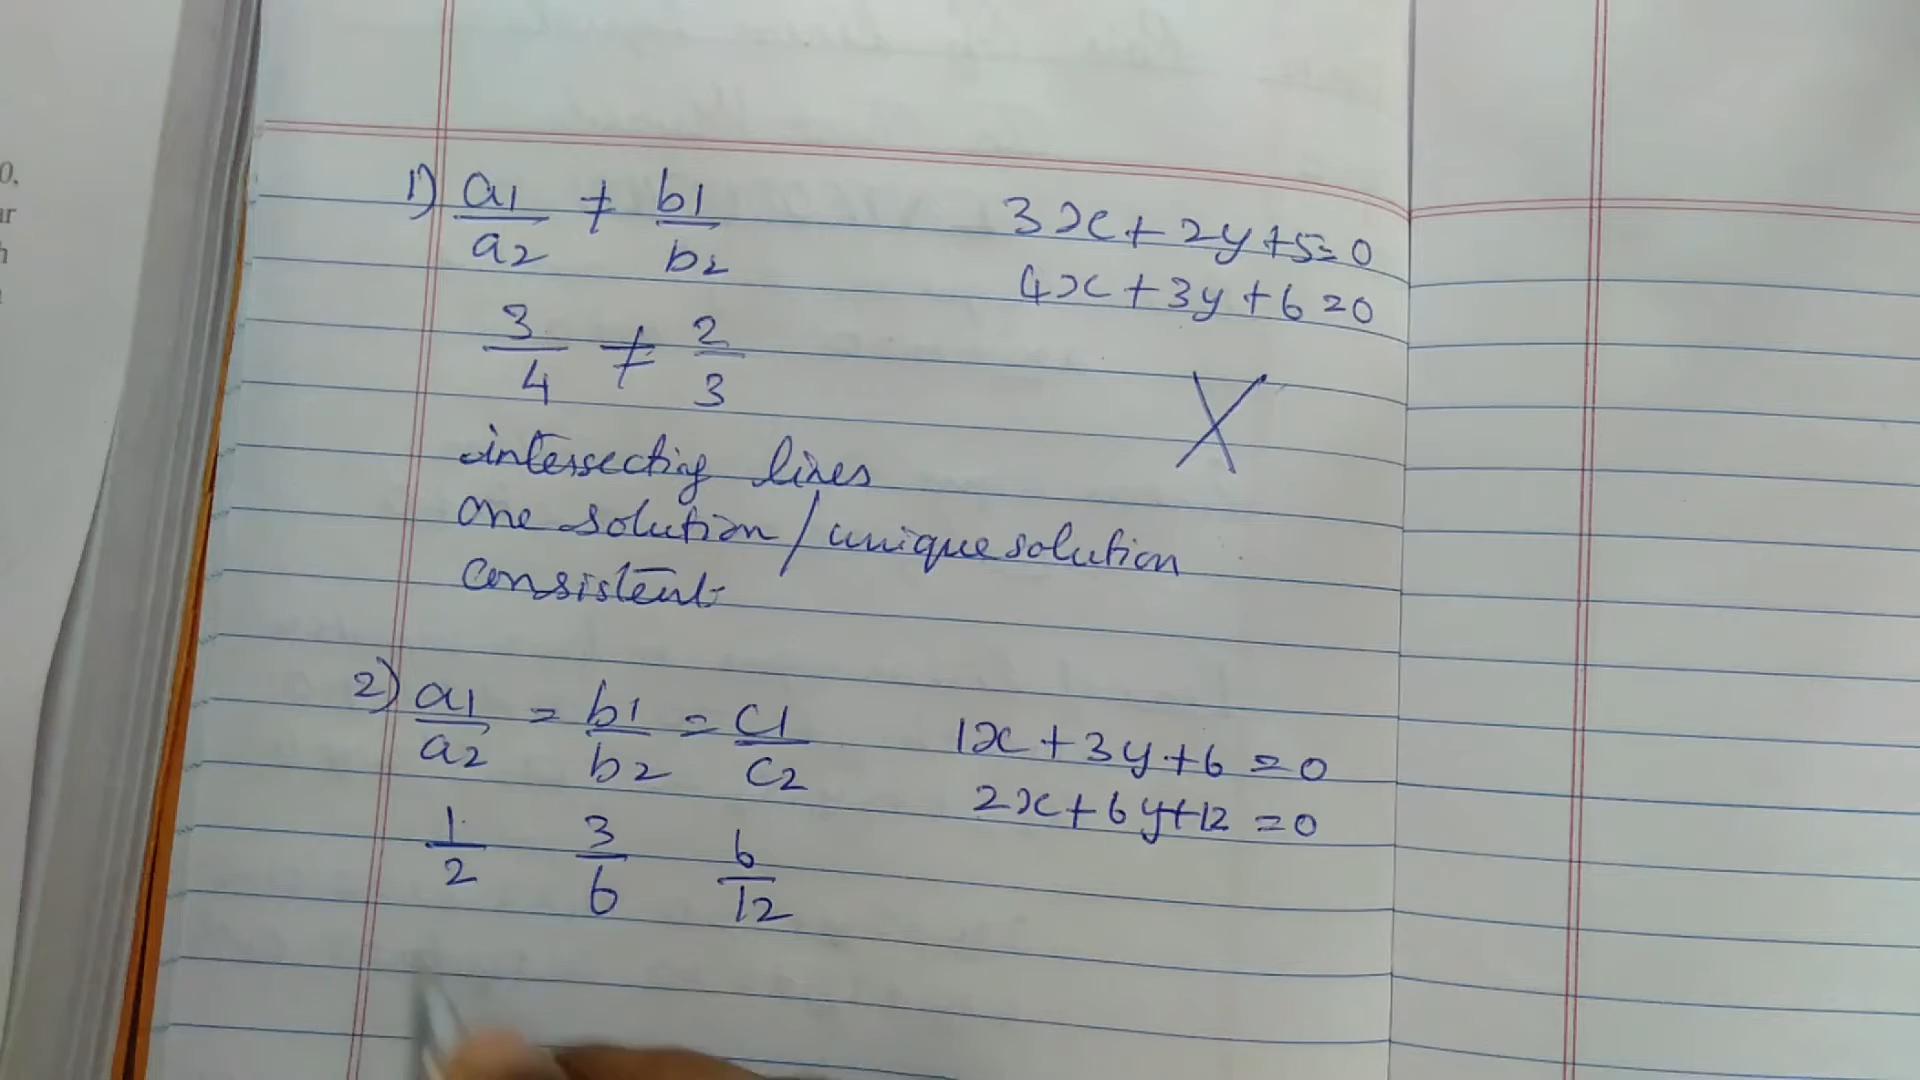 1) a1/a2 ≠ b1/b2
3x+2y+5=0
4x+3y+6=0
3/4 ≠ 2/3
intersecting lines
one solution/unique solution
consistent
2) a1/a2 = b1/b2 = c1/c2
1x+3y+6=0
2x+6y+12=0
1/2 3/6 6/12